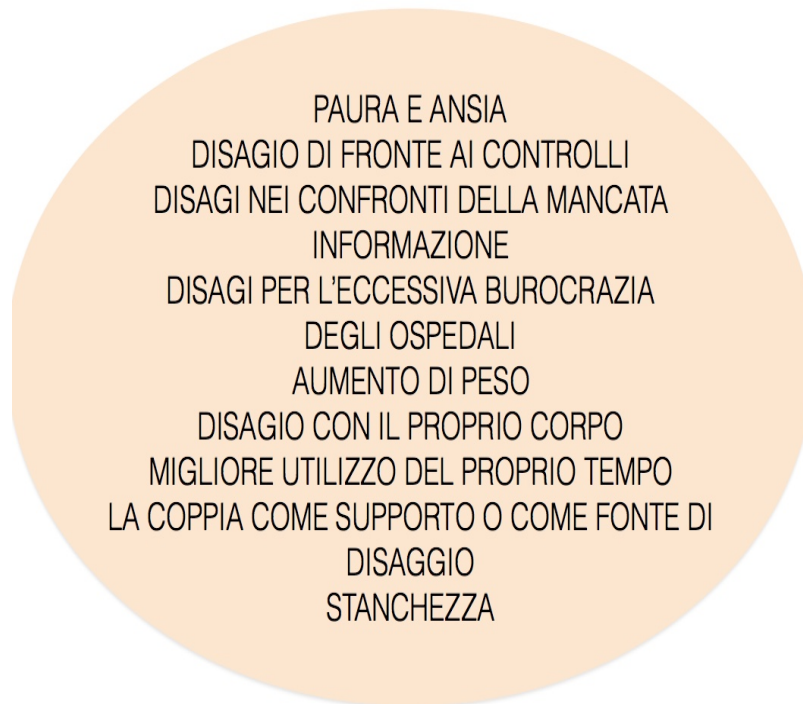 PAURA E ANSIA
DISAGIO DI FRONTE AI CONTROLLI
DISAGI NEI CONFRONTI DELLA MANCATA
INFORMAZIONE
DISAGI PER L’ECCESSIVA BUROCRAZIA
DEGLI OSPEDALI
AUMENTO DI PESO
DISAGIO CON IL PROPRIO CORPO
MIGLIORE UTILIZZO DEL PROPRIO TEMPO
LA COPPIA COME SUPPORTO O COME FONTE DI
DISAGGIO
STANCHEZZA